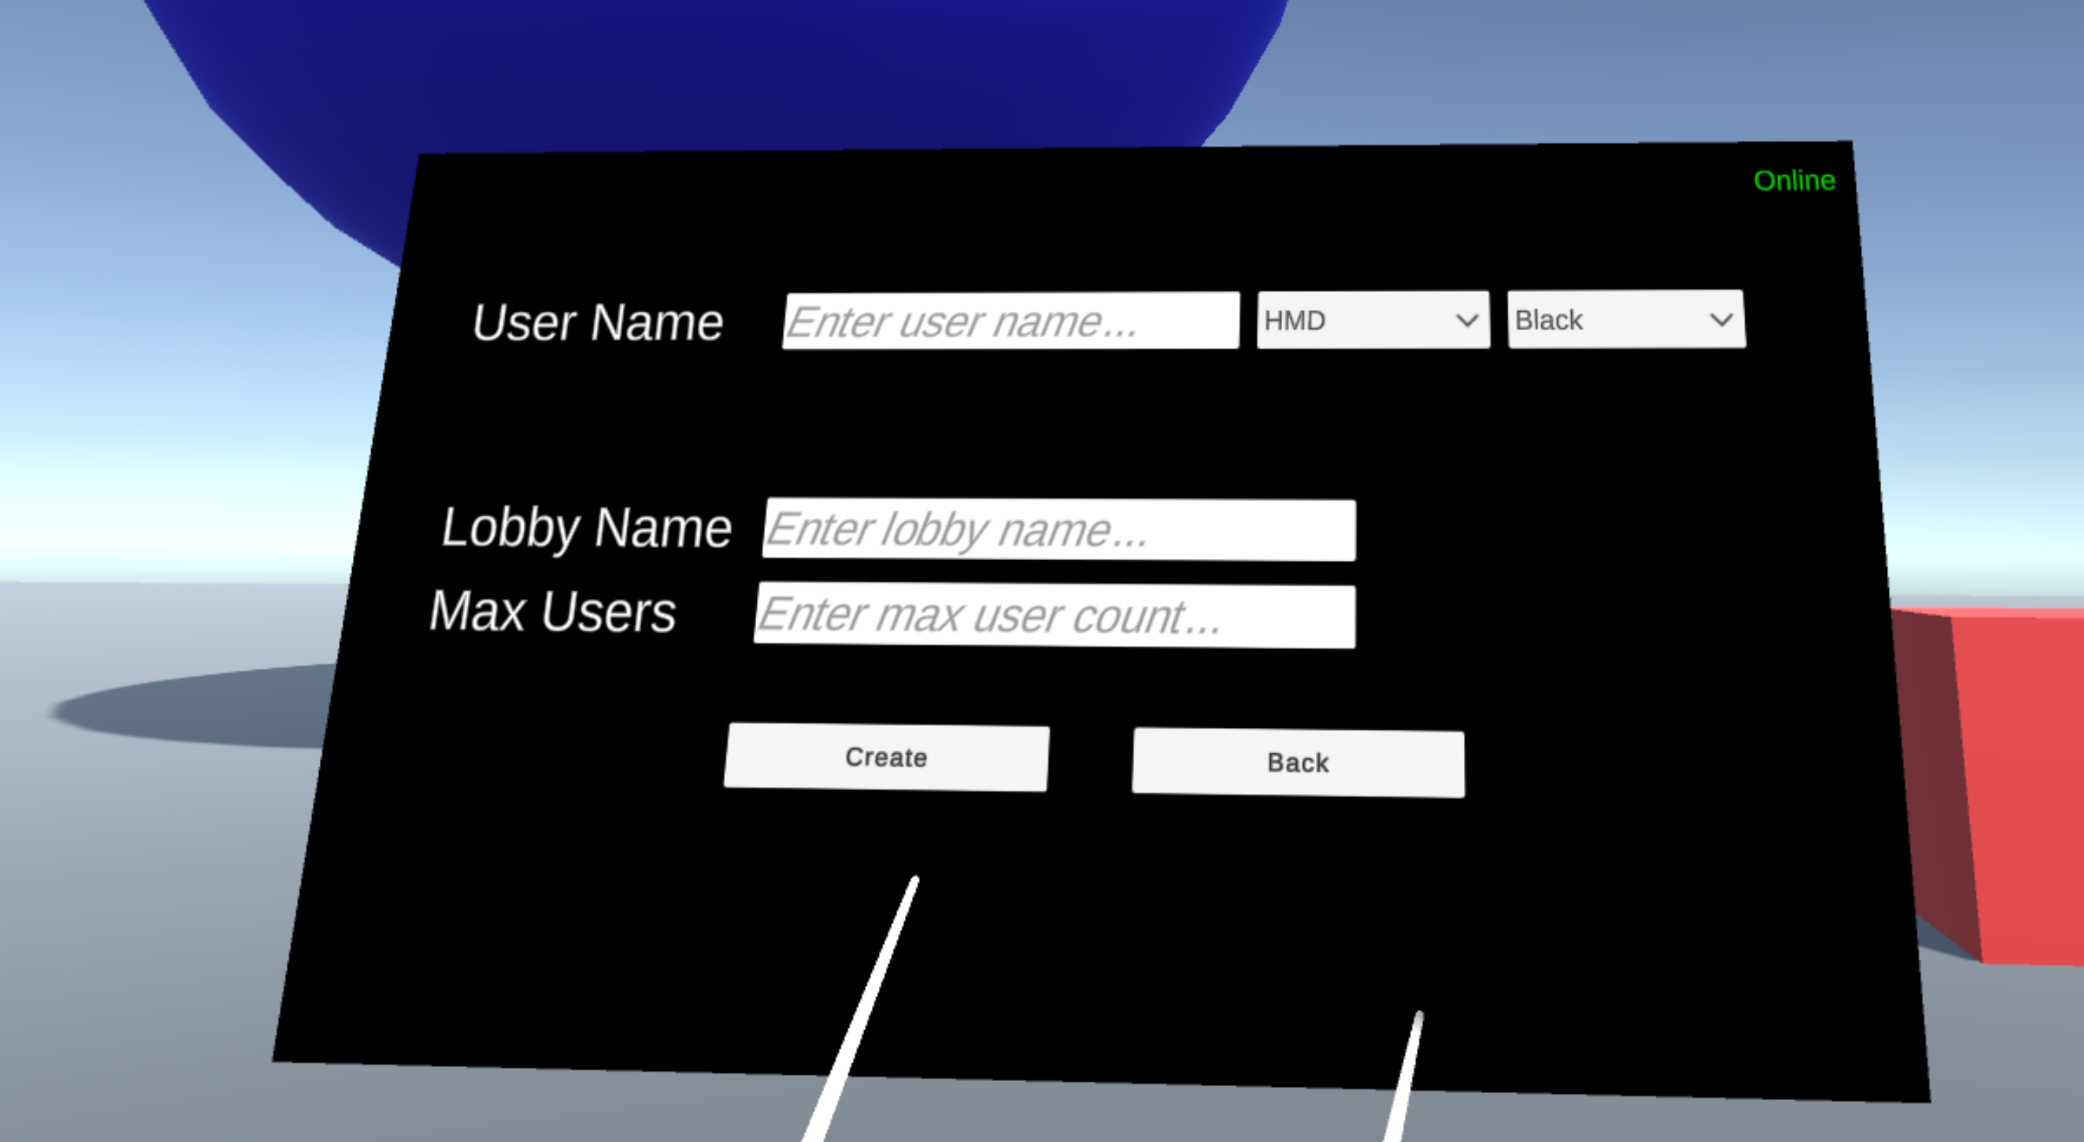 Online
User Name Enter user name... HMD Black
Lobby Name Enter lobby name...
Max Users Enter max user count...
Create Back